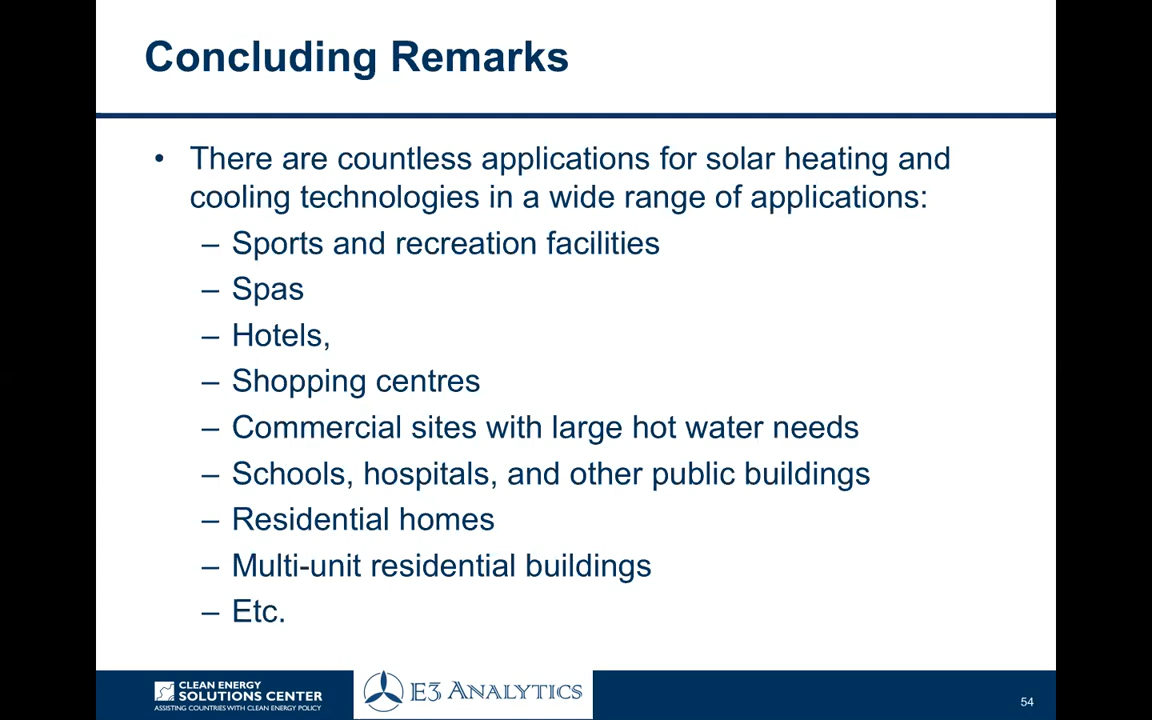 Concluding Remarks
• There are countless applications for solar heating and
cooling technologies in a wide range of applications:
– Sports and recreation facilities
– Spas
– Hotels,
– Shopping centres
– Commercial sites with large hot water needs
– Schools, hospitals, and other public buildings
– Residential homes
– Multi-unit residential buildings
– Etc.
CLEAN ENERGY
SOLUTIONS CENTER
ASSISTING COUNTRIES WITH CLEAN ENERGY POLICY
E3 ANALYTICS
54